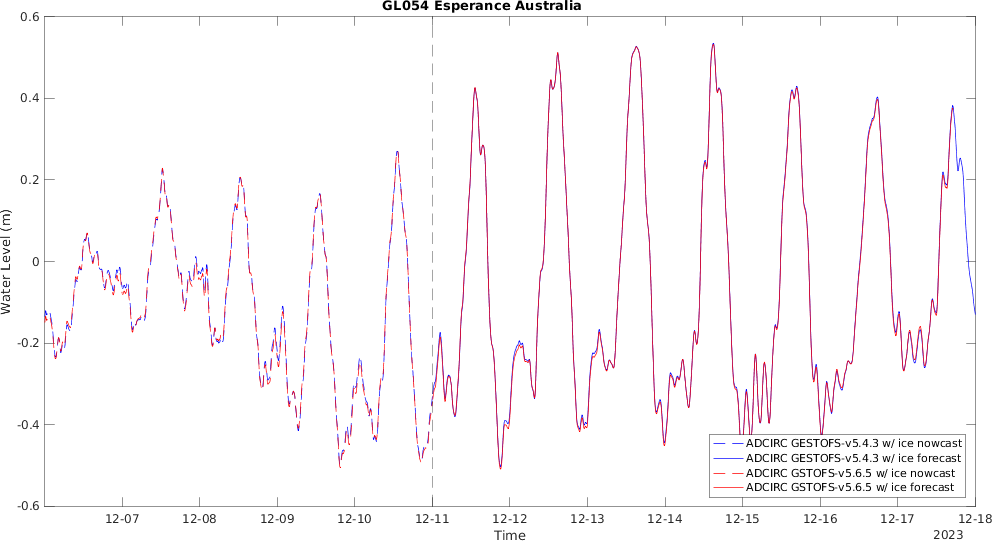 GL054 Esperance Australia
0.6
0.4
0.2
0
-0.2
-0.4
-0.6
Water Level (m)
ADCIRC GESTOFS-v5.4.3 w/ ice nowcast
ADCIRC GESTOFS-v5.4.3 w/ ice forecast
ADCIRC GSTOFS-v5.6.5 w/ ice nowcast
ADCIRC GSTOFS-v5.6.5 w/ ice forecast
12-07 12-08 12-09 12-10 12-11 12-12 12-13 12-14 12-15 12-16 12-17 12-18
Time
2023